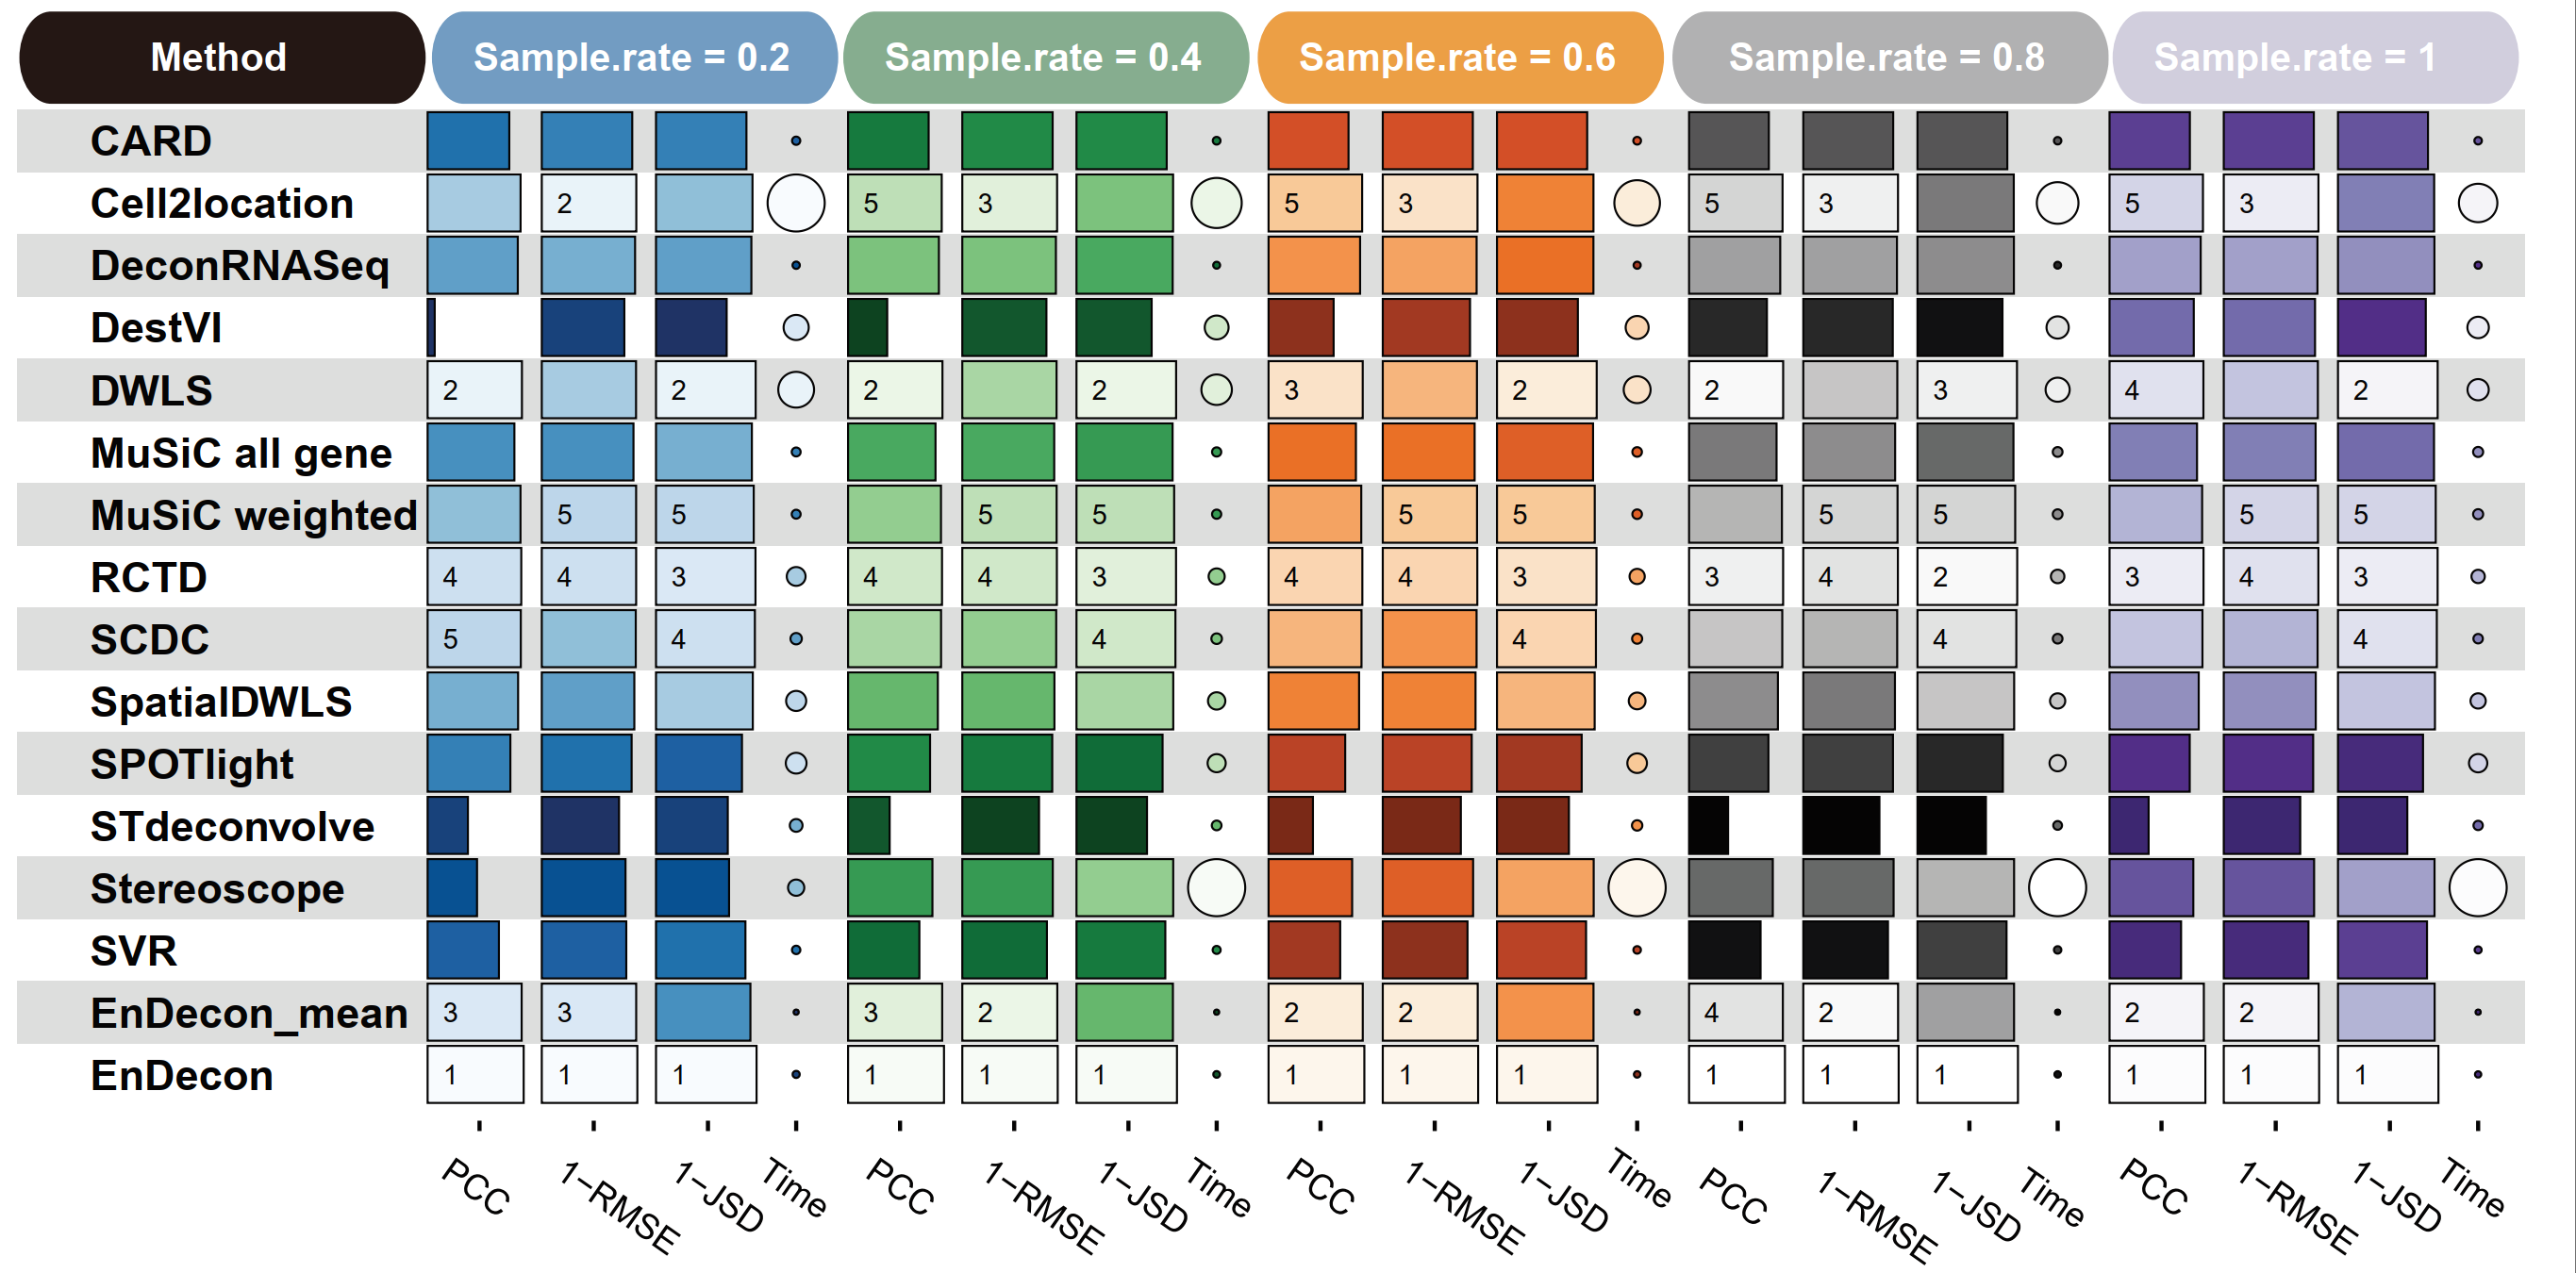 Method Sample.rate = 0.2 Sample.rate = 0.4 Sample.rate = 0.6 Sample.rate = 0.8 Sample.rate = 1
CARD
Cell2location 2 5 3 5 3 5 3 5 3
DeconRNASeq
DestVI
DWLS 2 2 2 2 3 2 2 3 4 2
MuSiC all gene
MuSiC weighted 5 5 5 5 5 5 5 5 5 5
RCTD 4 4 3 4 4 3 4 4 3 3 4 2 3 4 3
SCDC 5 4 4 4 4 4
SpatialDWLS
SPOTlight
STdeconvolve
Stereoscope
SVR
EnDecon_mean 3 3 3 2 2 2 4 2 2 2
EnDecon 1 1 1 1 1 1 1 1 1 1 1 1 1 1 1
PCC 1−RMSE 1−JSD Time PCC 1−RMSE 1−JSD Time PCC 1−RMSE 1−JSD Time PCC 1−RMSE 1−JSD Time PCC 1−RMSE 1−JSD Time